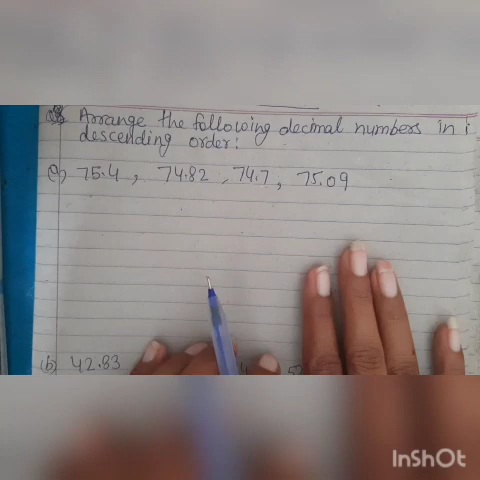 Arrange the following decimal numbers in
descending order:
(a) 75.4, 74.82, 74.7, 75.09
(b) 42.83
InShOt